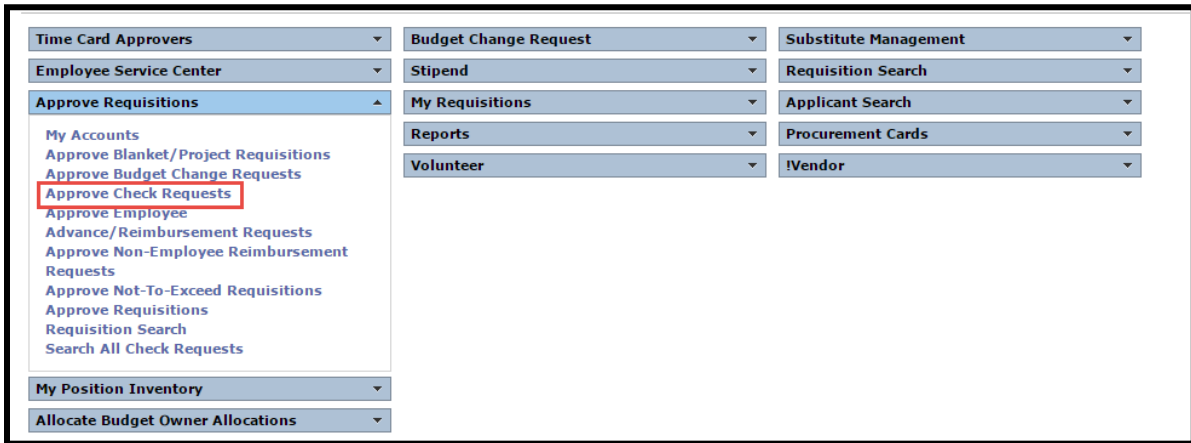 Time Card Approvers
Employee Service Center
Approve Requisitions
My Accounts
Approve Blanket/Project Requisitions
Approve Budget Change Requests
Approve Check Requests
Approve Employee
Advance/Reimbursement Requests
Approve Non-Employee Reimbursement
Requests
Approve Not-To-Exceed Requisitions
Approve Requisitions
Requisition Search
Search All Check Requests
My Position Inventory
Allocate Budget Owner Allocations
Budget Change Request
Stipend
My Requisitions
Reports
Volunteer
Substitute Management
Requisition Search
Applicant Search
Procurement Cards
!Vendor